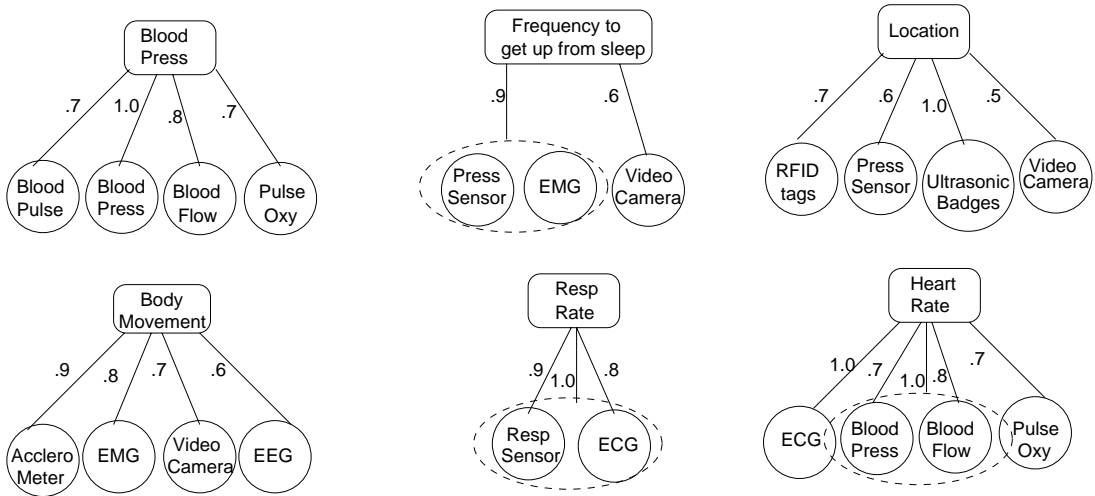 Blood
Press
.7
1.0
.8
.7
Blood
Pulse
Blood
Press
Blood
Flow
Pulse
Oxy
Frequency to
get up from sleep
.9
.6
Press
Sensor
EMG
Video
Camera
Location
.7
.6
1.0
.5
RFID
tags
Press
Sensor
Ultrasonic
Badges
Video
Camera
Body
Movement
.9
.8
.7
.6
Acclero
Meter
EMG
Video
Camera
EEG
Resp
Rate
.9
1.0
.8
Resp
Sensor
ECG
Heart
Rate
1.0
.7
1.0
.8
.7
ECG
Blood
Press
Blood
Flow
Pulse
Oxy